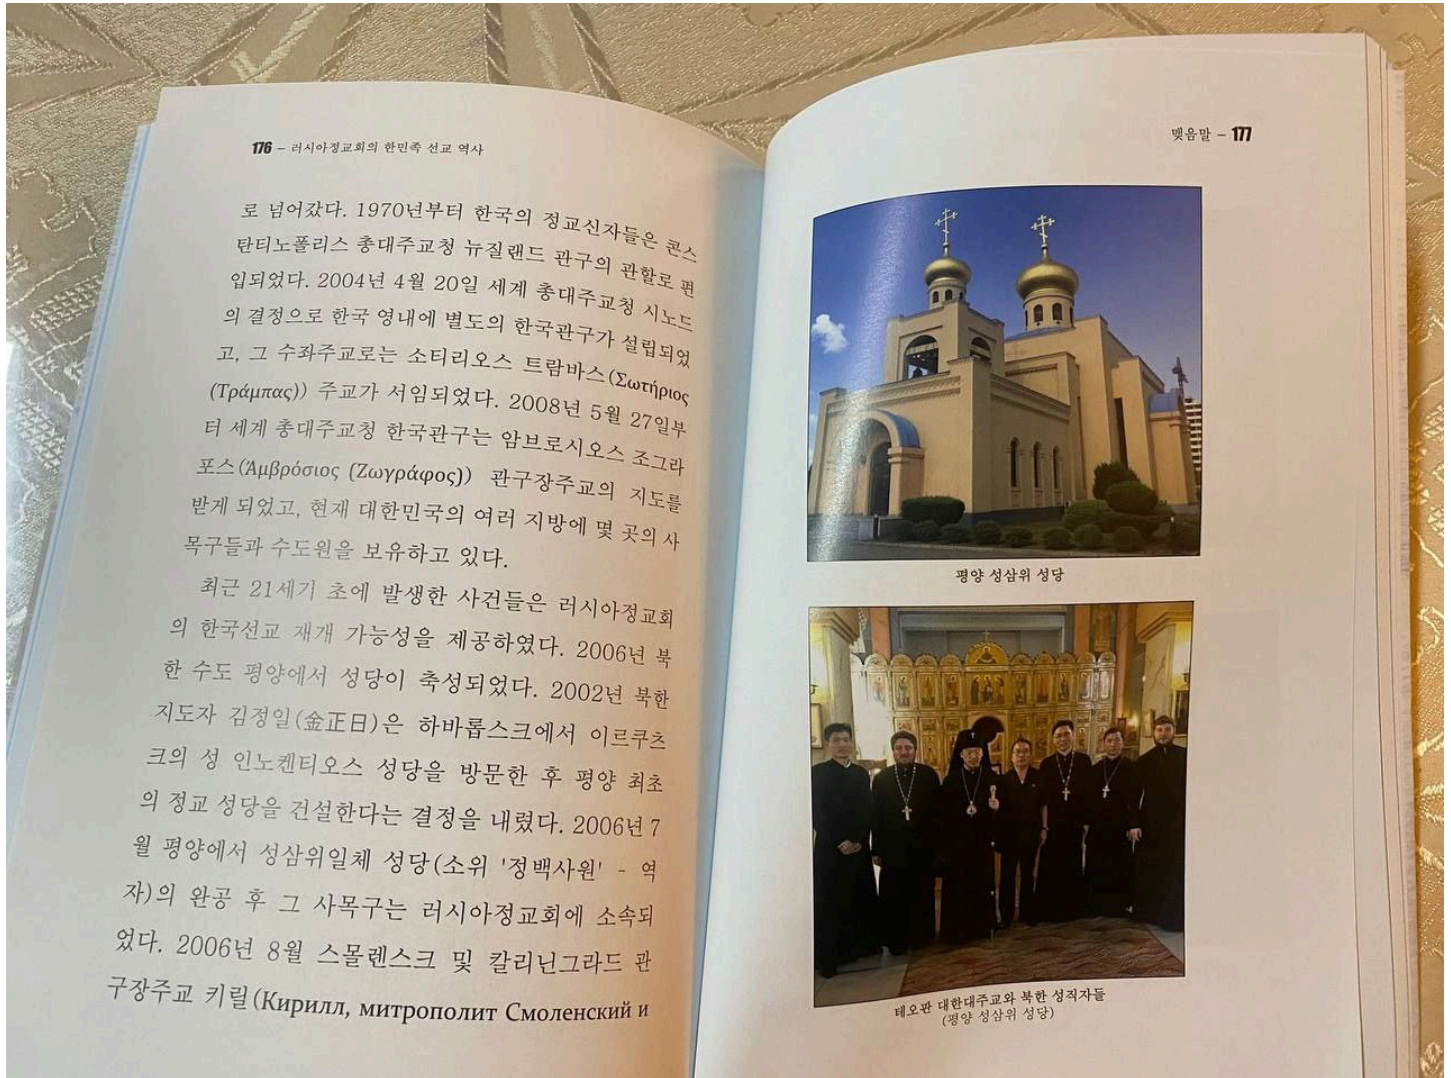 176 – 러시아정교회의 한민족 선교 역사
로 넘어갔다. 1970년부터 한국의 정교신자들은 콘스
탄티노폴리스 총대주교청 뉴질랜드 관구의 관할로 편
입되었다. 2004년 4월 20일 세계 총대주교청 시노드
의 결정으로 한국 영내에 별도의 한국관구가 설립되었
고, 그 수좌주교로는 소티리오스 트람바스(Σωτήριος
(Τράμπας)) 주교가 서임되었다. 2008년 5월 27일부
터 세계 총대주교청 한국관구는 암브로시오스 조그라
포스(Ἀμβρόσιος (Ζωγράφος)) 관구장주교의 지도를
받게 되었고, 현재 대한민국의 여러 지방에 몇 곳의 사
목구들과 수도원을 보유하고 있다.
최근 21세기 초에 발생한 사건들은 러시아정교회
의 한국선교 재개 가능성을 제공하였다. 2006년 북
한 수도 평양에서 성당이 축성되었다. 2002년 북한
지도자 김정일(金正日)은 하바롭스크에서 이르쿠츠
크의 성 인노켄티오스 성당을 방문한 후 평양 최초
의 정교 성당을 건설한다는 결정을 내렸다. 2006년 7
월 평양에서 성삼위일체 성당(소위 '정백사원' - 역
자)의 완공 후 그 사목구는 러시아정교회에 소속되
었다. 2006년 8월 스몰렌스크 및 칼리닌그라드 관
구장주교 키릴(Кирилл, митрополит Смоленский и
맺음말 – 177
평양 성삼위 성당
테오판 대한대주교와 북한 성직자들
(평양 성삼위 성당)